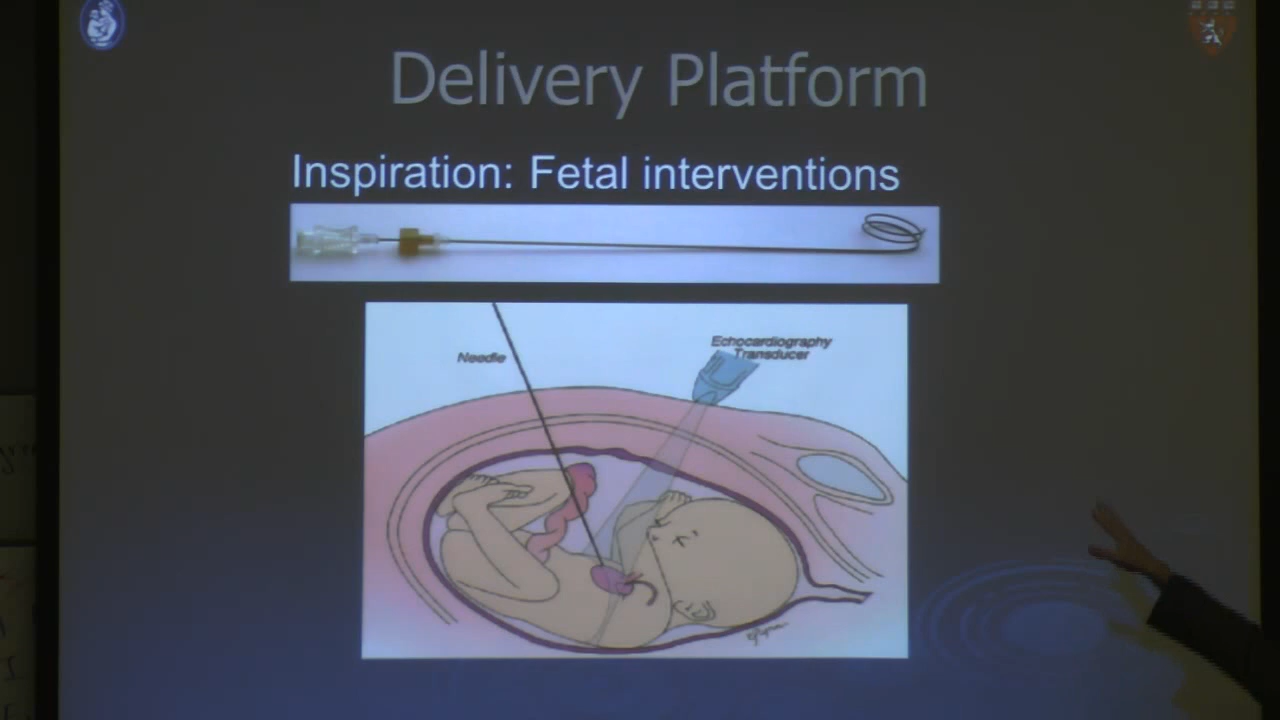 Delivery Platform
Inspiration: Fetal interventions
Needle
Echocardiography
Transducer